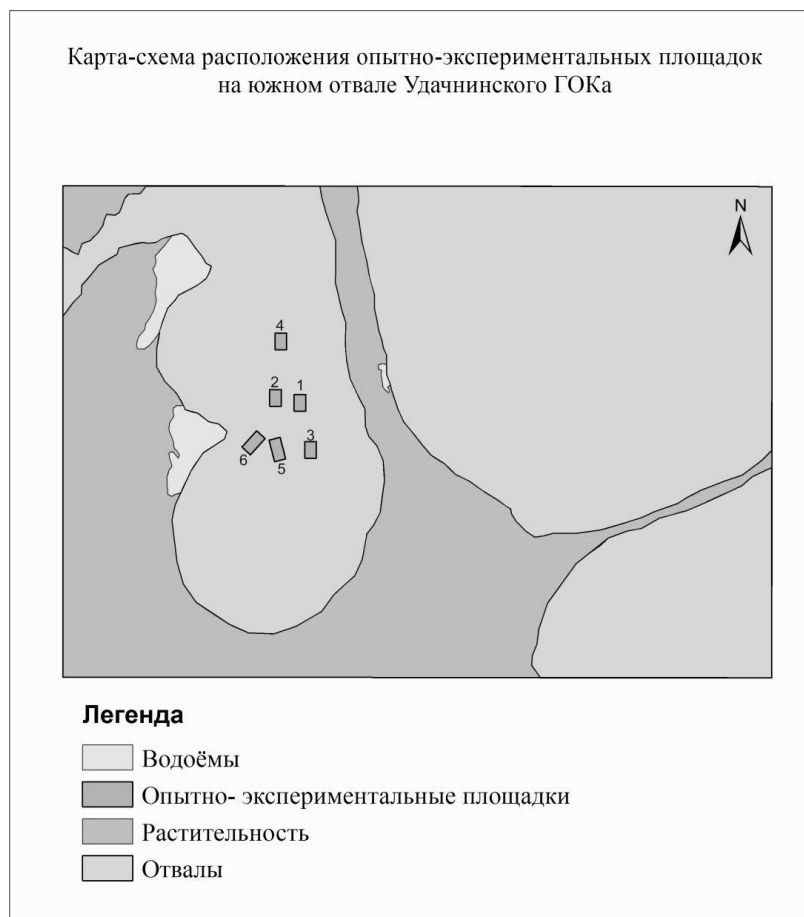 Карта-схема расположения опытно-экспериментальных площадок
на южном отвале Удачнинского ГОКа
N
4
2
1
6
5
3
Легенда
Водоёмы
Опытно- экспериментальные площадки
Растительность
Отвалы